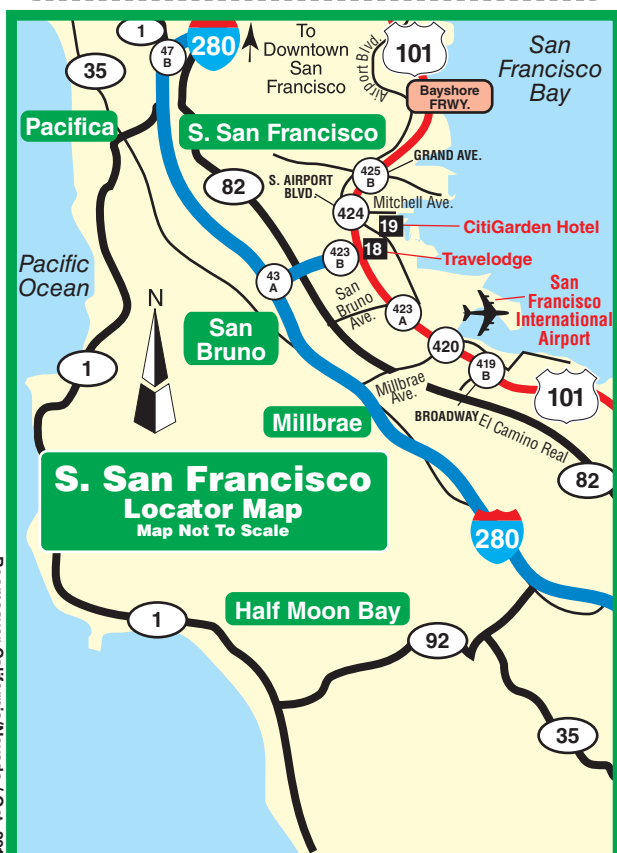 1
47
B
280
To
Downtown
San
Francisco
Airport Blvd.
101
San
Francisco
Bay
35
Bayshore
FRWY.
Pacifica
S. San Francisco
GRAND AVE.
425
B
82
S. AIRPORT
BLVD.
Mitchell Ave.
424
19
CitiGarden Hotel
423
B
18
Travelodge
Pacific
Ocean
43
A
N
San
Bruno
Ave.
San
Francisco
International
Airport
423
A
San
Bruno
420
419
B
1
Millbrae
Ave.
101
BROADWAY
El Camino Real
Millbrae
82
S. San Francisco
Locator Map
Map Not To Scale
280
Half Moon Bay
1
92
35